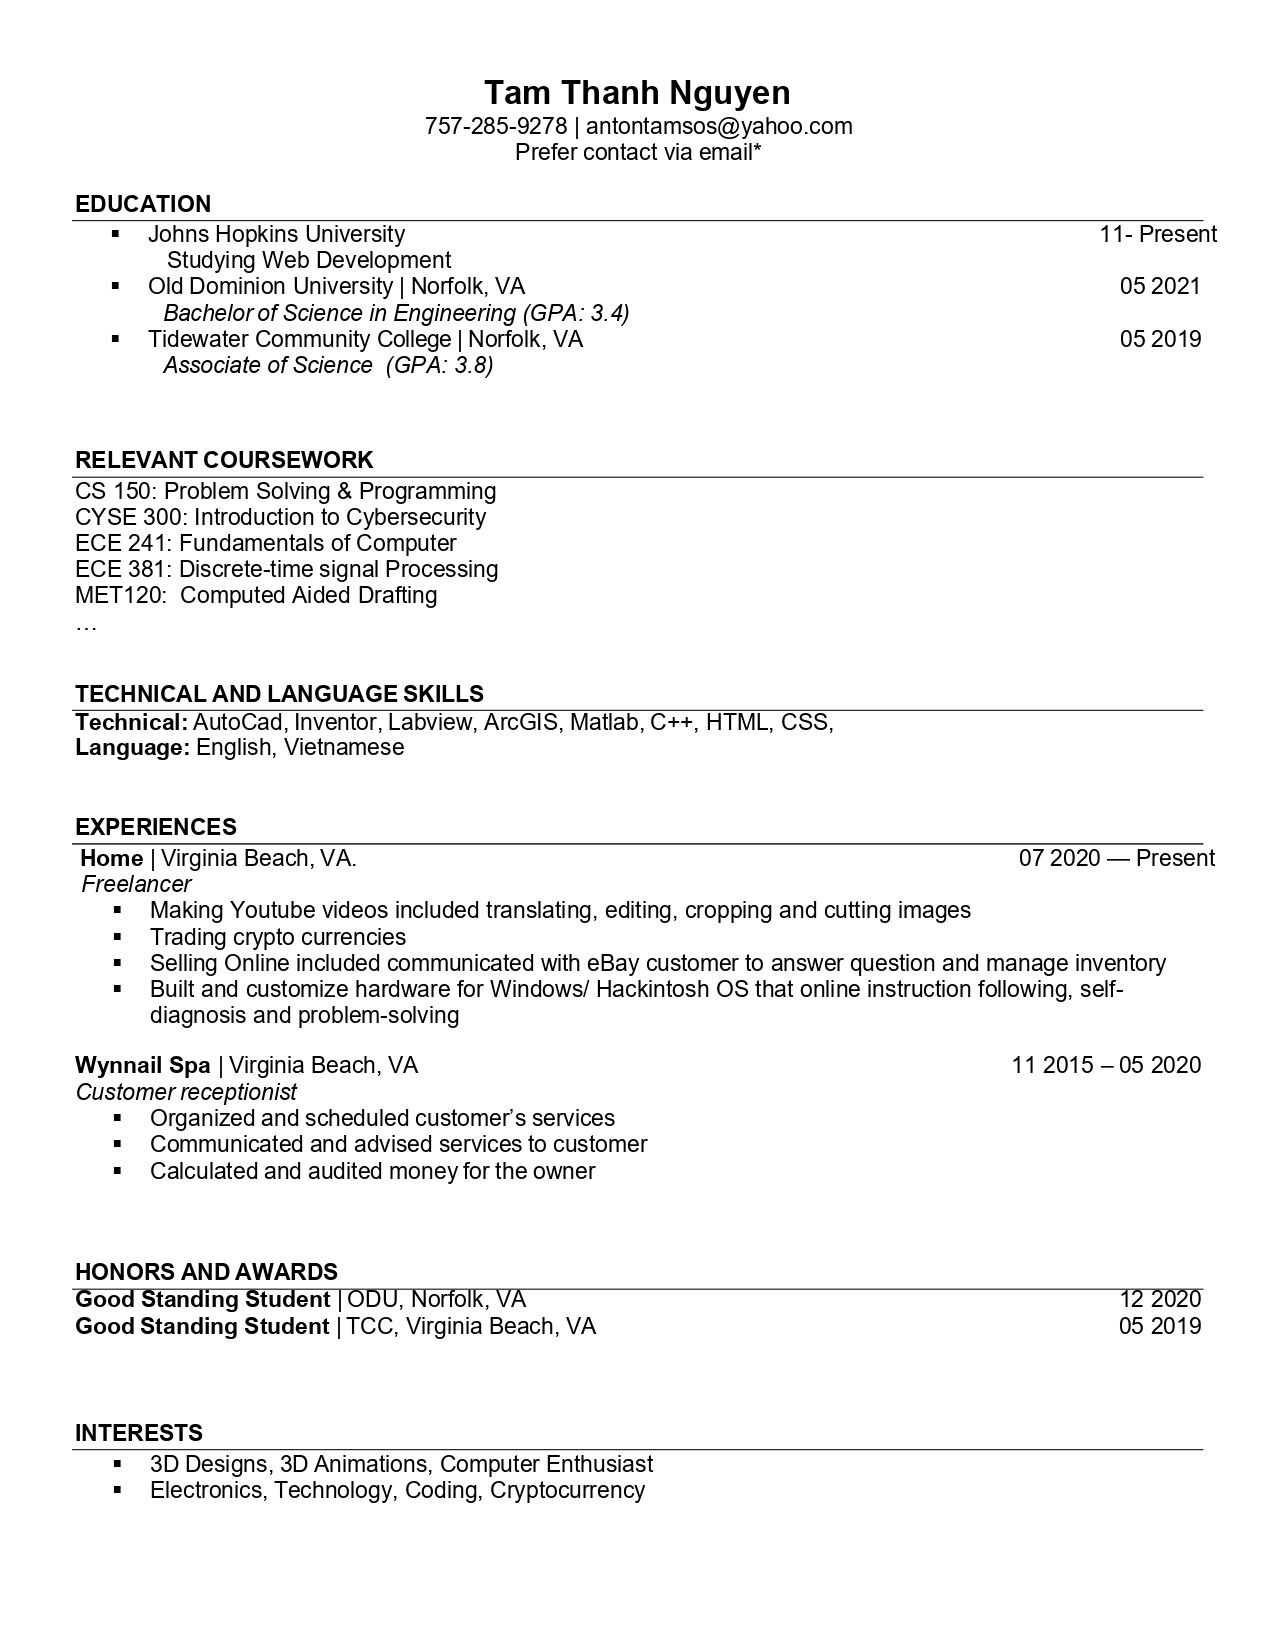 Tam Thanh Nguyen
757-285-9278 | antontamsos@yahoo.com
Prefer contact via email*
EDUCATION
▪ Johns Hopkins University 11- Present
Studying Web Development
▪ Old Dominion University | Norfolk, VA 05 2021
Bachelor of Science in Engineering (GPA: 3.4)
▪ Tidewater Community College | Norfolk, VA 05 2019
Associate of Science (GPA: 3.8)
RELEVANT COURSEWORK
CS 150: Problem Solving & Programming
CYSE 300: Introduction to Cybersecurity
ECE 241: Fundamentals of Computer
ECE 381: Discrete-time signal Processing
MET120: Computed Aided Drafting
…
TECHNICAL AND LANGUAGE SKILLS
Technical: AutoCad, Inventor, Labview, ArcGIS, Matlab, C++, HTML, CSS,
Language: English, Vietnamese
EXPERIENCES
Home | Virginia Beach, VA. 07 2020 — Present
Freelancer
▪ Making Youtube videos included translating, editing, cropping and cutting images
▪ Trading crypto currencies
▪ Selling Online included communicated with eBay customer to answer question and manage inventory
▪ Built and customize hardware for Windows/ Hackintosh OS that online instruction following, self-
diagnosis and problem-solving
Wynnail Spa | Virginia Beach, VA 11 2015 – 05 2020
Customer receptionist
▪ Organized and scheduled customer’s services
▪ Communicated and advised services to customer
▪ Calculated and audited money for the owner
HONORS AND AWARDS
Good Standing Student | ODU, Norfolk, VA 12 2020
Good Standing Student | TCC, Virginia Beach, VA 05 2019
INTERESTS
▪ 3D Designs, 3D Animations, Computer Enthusiast
▪ Electronics, Technology, Coding, Cryptocurrency